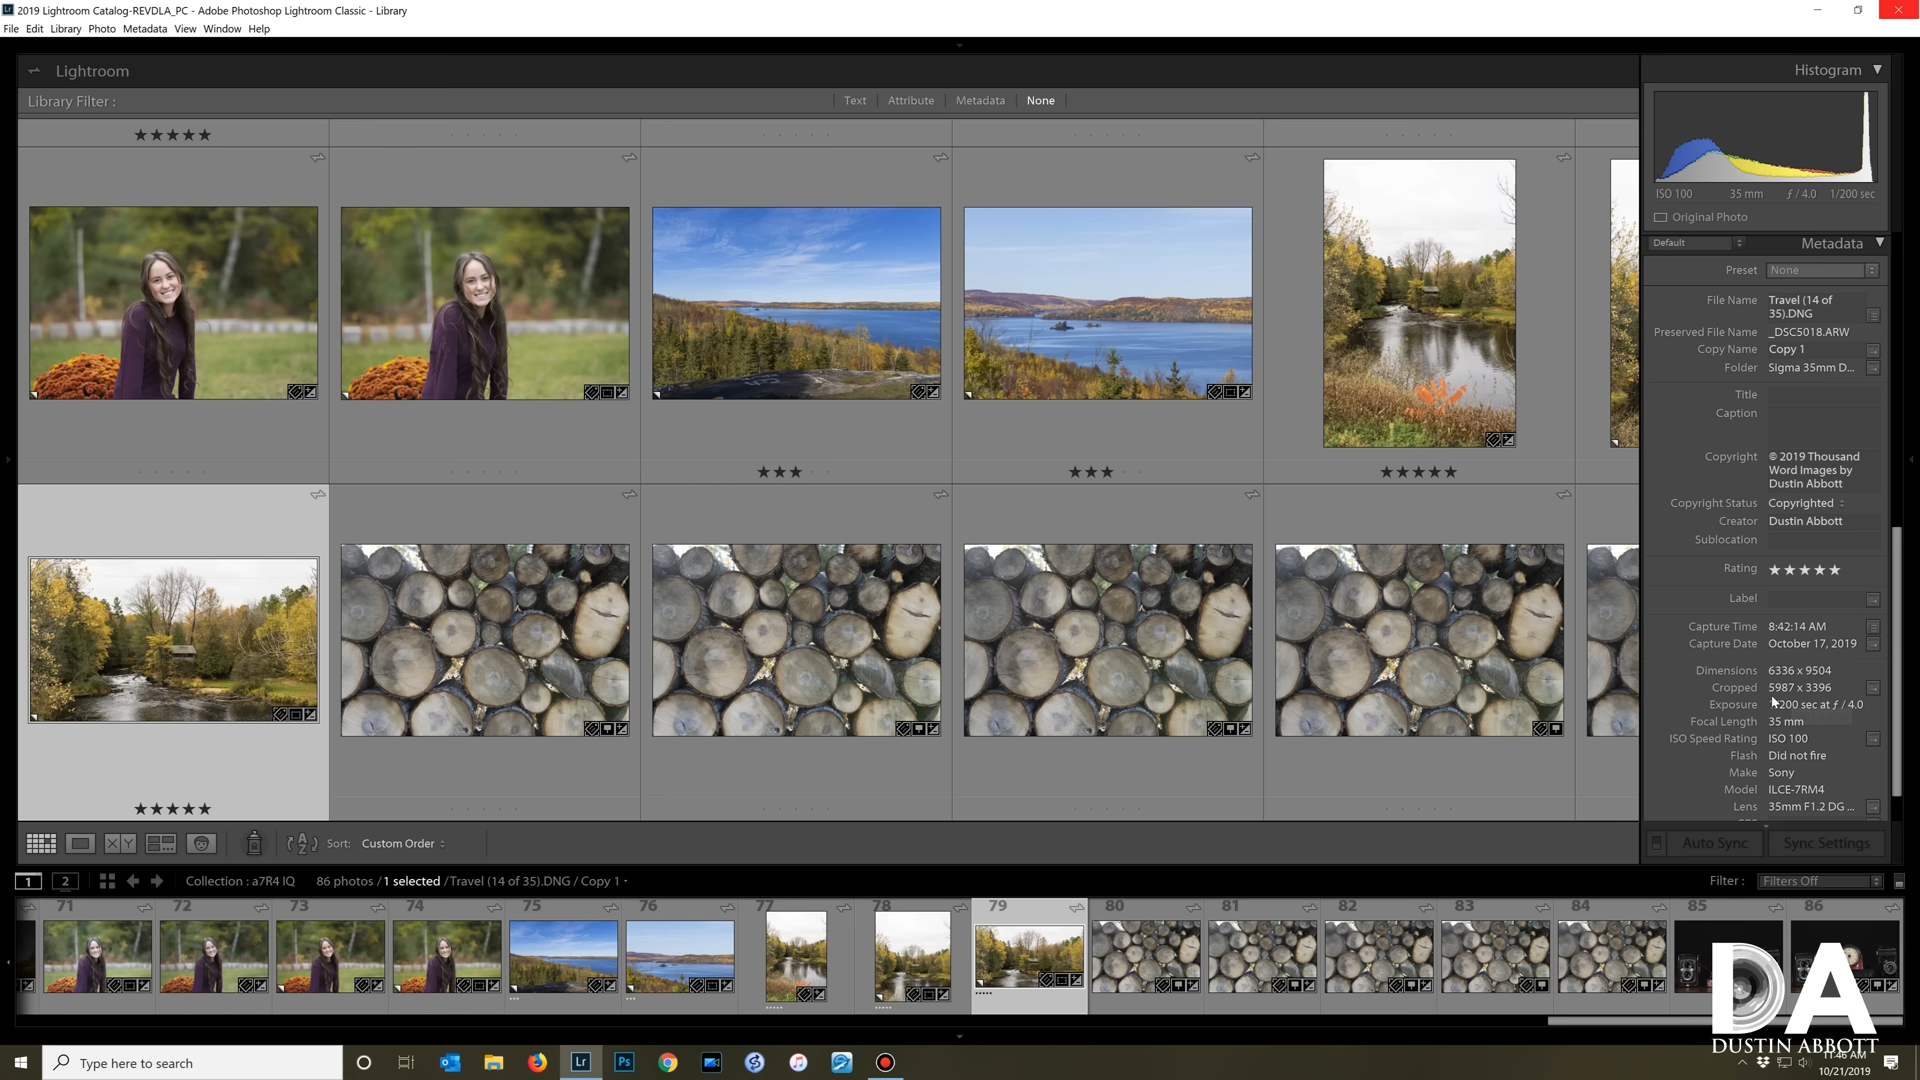 2019 Lightroom Catalog-REVDLA_PC - Adobe Photoshop Lightroom Classic - Library
File Edit Library Photo Metadata View Window Help
Lightroom
Histogram
Library Filter :
Text Attribute Metadata None
ISO 100 35 mm ƒ / 4.0 1/200 sec
Original Photo
Default Metadata
Preset None
File Name Travel (14 of
35).DNG
Preserved File Name _DSC5018.ARW
Copy Name Copy 1
Folder Sigma 35mm D...
Title
Caption
Copyright © 2019 Thousand
Word Images by
Dustin Abbott
Copyright Status Copyrighted
Creator Dustin Abbott
Sublocation
Rating ★★★★★
Label
Capture Time 8:42:14 AM
Capture Date October 17, 2019
Dimensions 6336 x 9504
Cropped 5987 x 3396
Exposure 200 sec at ƒ / 4.0
Focal Length 35 mm
ISO Speed Rating ISO 100
Flash Did not fire
Make Sony
Model ILCE-7RM4
Lens 35mm F1.2 DG ...
X Y
Sort: Custom Order
Auto Sync Sync Settings
1 2 Collection : a7R4 IQ 86 photos / 1 selected / Travel (14 of 35).DNG / Copy 1
Filter : Filters Off
71 72 73 74 75 76 77 78 79 80 81 82 83 84 85 86
DA
DUSTIN ABBOTT
Type here to search
Lr
Ps
11:46 AM
10/21/2019